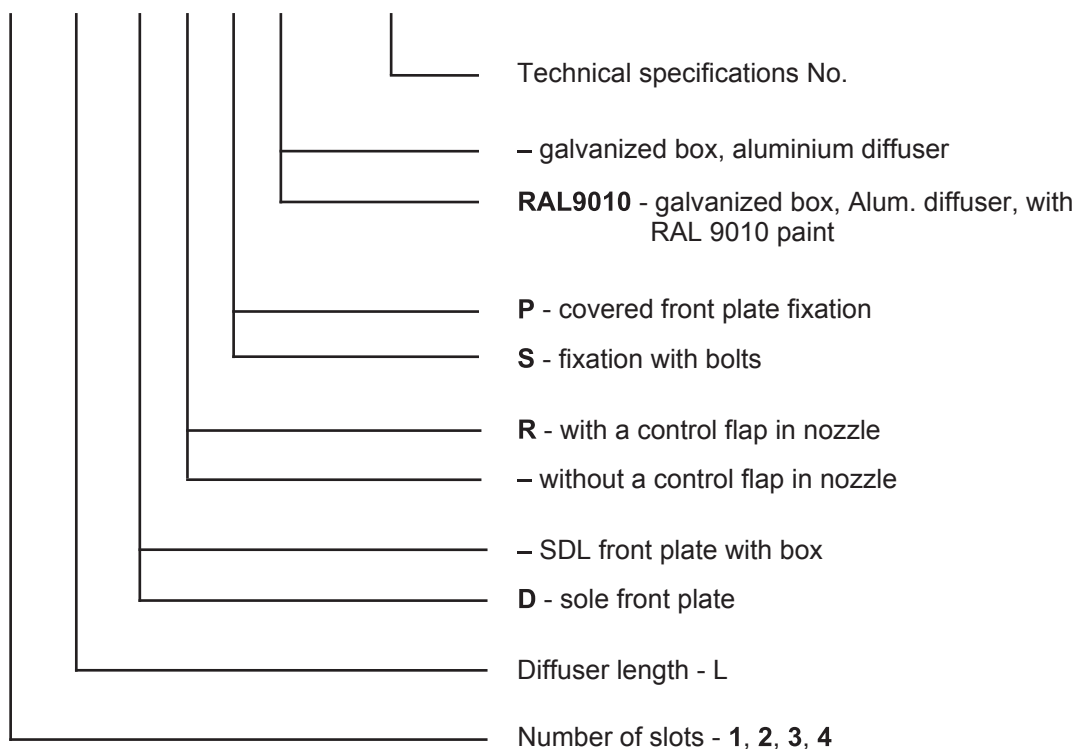 Technical specifications No.
– galvanized box, aluminium diffuser
RAL9010 - galvanized box, Alum. diffuser, with
RAL 9010 paint
P - covered front plate fixation
S - fixation with bolts
R - with a control flap in nozzle
– without a control flap in nozzle
– SDL front plate with box
D - sole front plate
Diffuser length - L
Number of slots - 1, 2, 3, 4